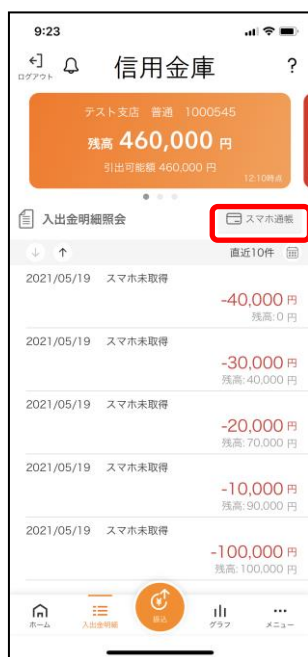 9:23
ログアウト
信用金庫
?
テスト支店 普通 1000545
残高 460,000 円
引出可能額 460,000 円
12:10時点
入出金明細照会
スマホ通帳
↓ ↑
直近10件
2021/05/19 スマホ未取得
-40,000 円
残高:0 円
2021/05/19 スマホ未取得
-30,000 円
残高:40,000 円
2021/05/19 スマホ未取得
-20,000 円
残高:70,000 円
2021/05/19 スマホ未取得
-10,000 円
残高:90,000 円
2021/05/19 スマホ未取得
-100,000 円
残高:100,000 円
ホーム
入出金明細
振込
グラフ
メニュー